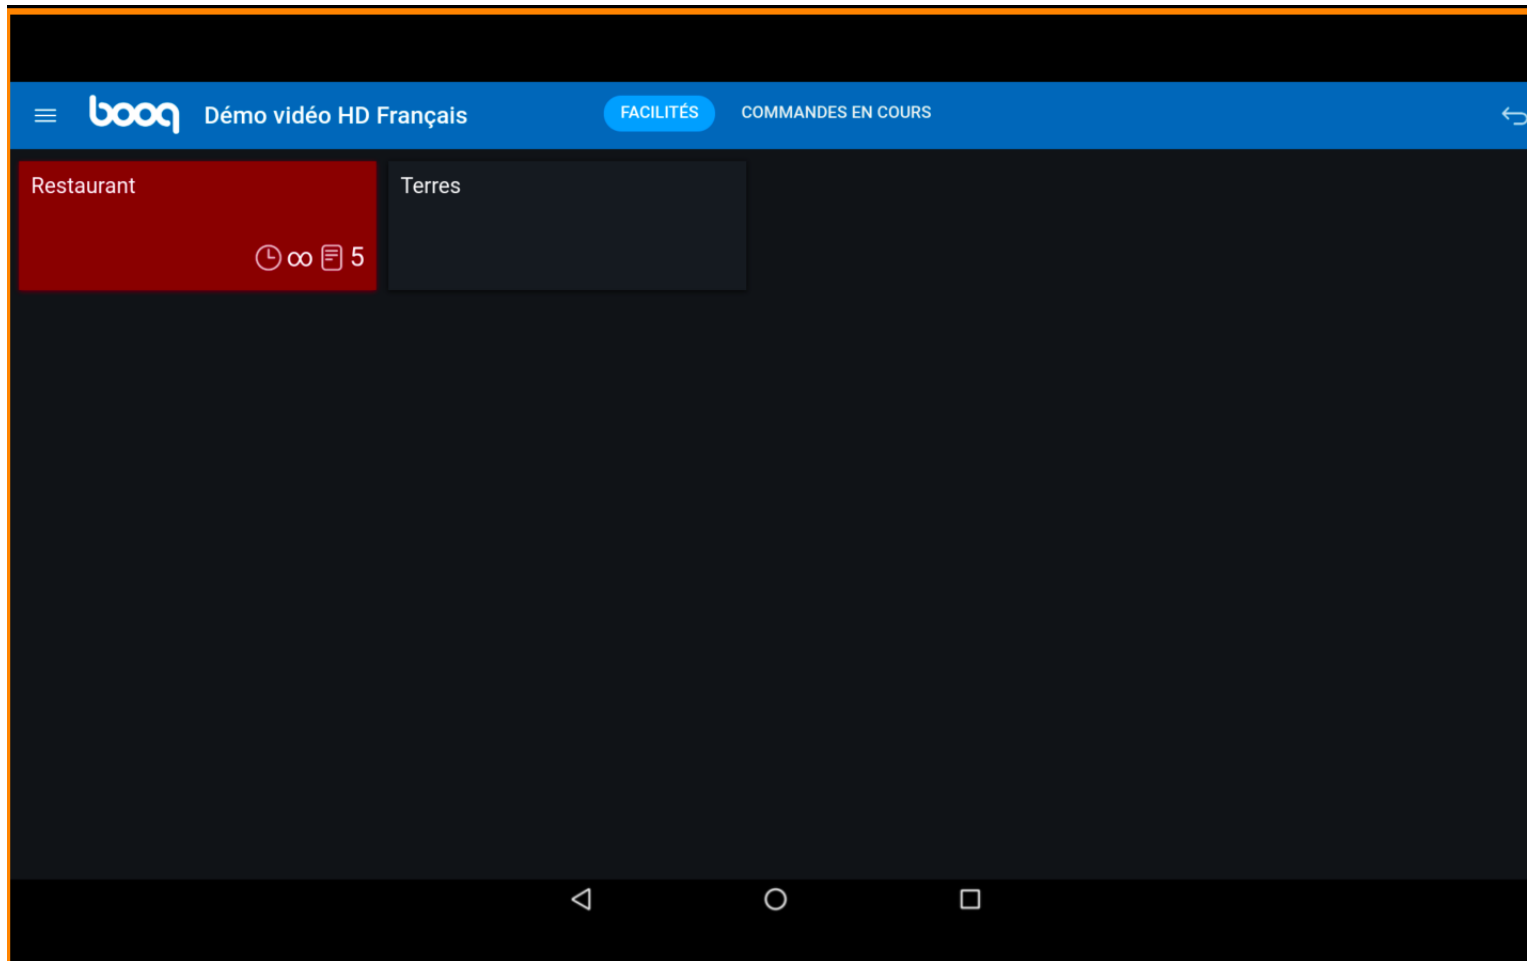 booq Démo vidéo HD Français FACILITÉS COMMANDES EN COURS
Restaurant
Terres
∞ 5